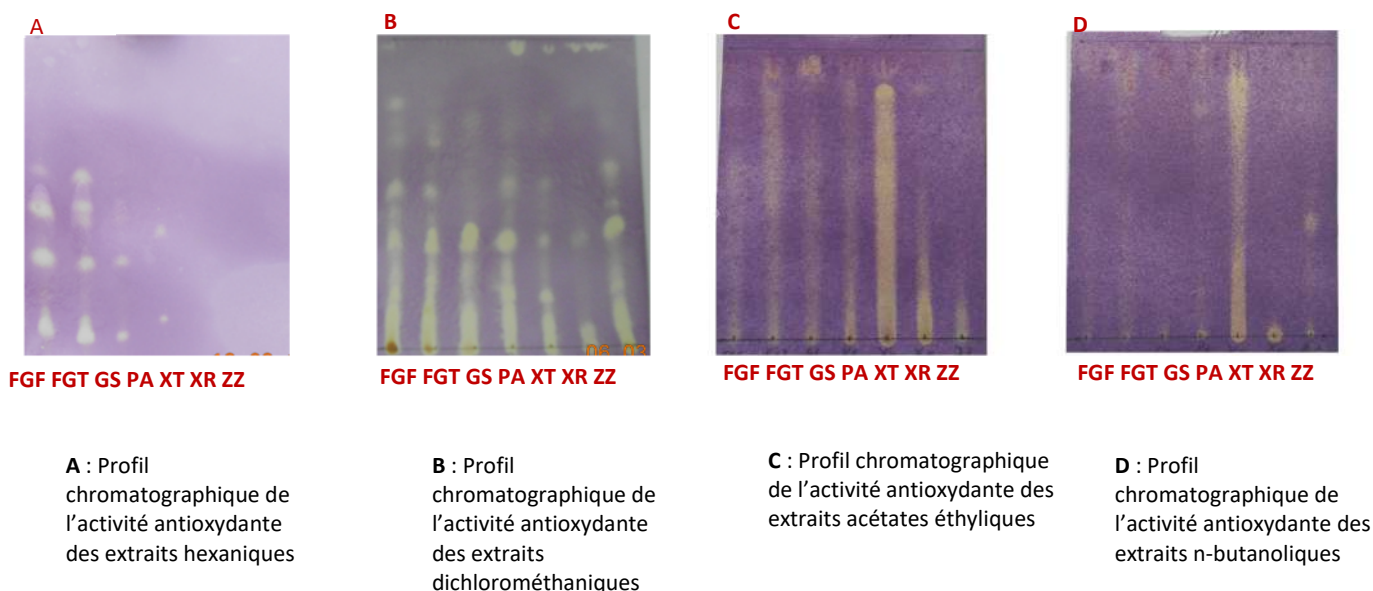 A
B
C
D
FGF FGT GS PA XT XR ZZ
FGF FGT GS PA XT XR ZZ
FGF FGT GS PA XT XR ZZ
FGF FGT GS PA XT XR ZZ
A : Profil
chromatographique de
l’activité antioxydante
des extraits hexaniques
B : Profil
chromatographique de
l’activité antioxydante
des extraits
dichlorométhaniques
C : Profil chromatographique
de l’activité antioxydante des
extraits acétates éthyliques
D : Profil
chromatographique de
l’activité antioxydante des
extraits n-butanoliques